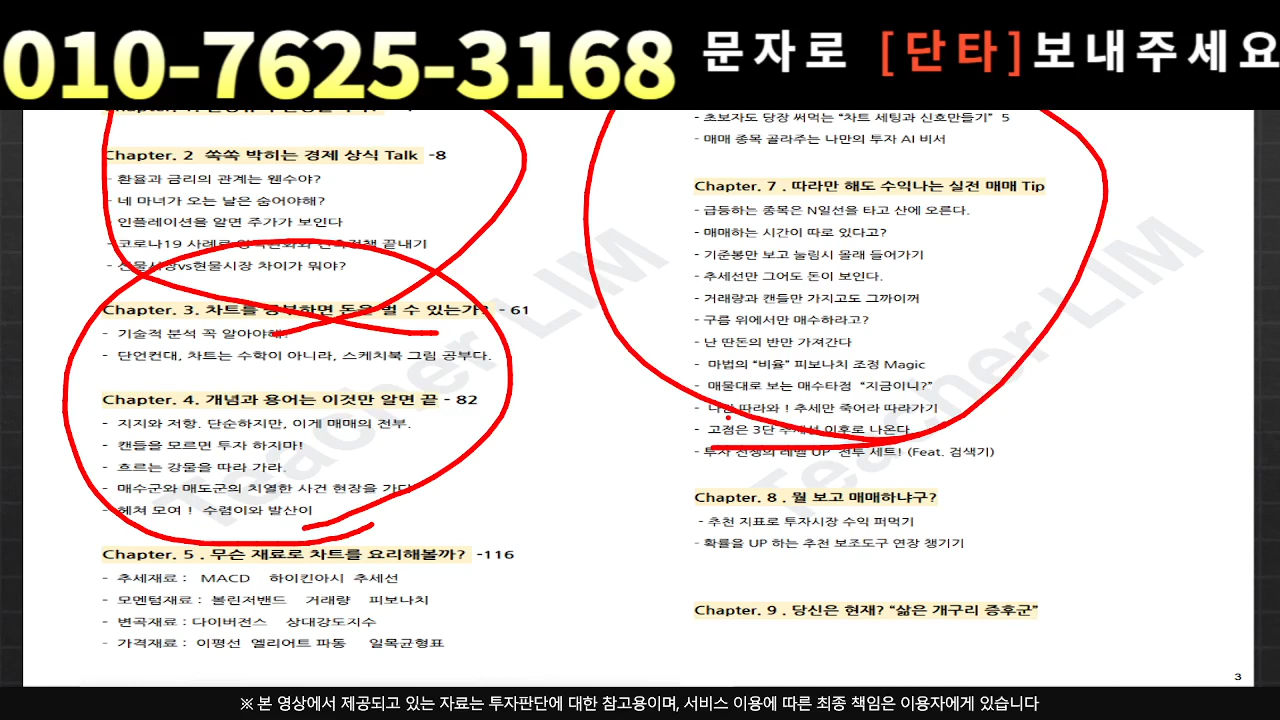 010-7625-3168 문자로 [단타]보내주세요
Chapter. 2 쏙쏙 박히는 경제 상식 Talk -8
- 환율과 금리의 관계는 웬수야?
- 네 마녀가 오는 날은 숨어야해?
인플레이션을 알면 주가가 보인다
- 코로나19 사례로 끝내기
- 선물시장vs현물시장 차이가 뭐야?
Chapter. 3. 차트를 공부하면 돈을 벌 수 있는가? - 61
- 기술적 분석 꼭 알아야해?
- 단언컨대, 차트는 수학이 아니라, 스케치북 그림 공부다.
Chapter. 4. 개념과 용어는 이것만 알면 끝 - 82
- 지지와 저항. 단순하지만, 이게 매매의 전부.
- 캔들을 모르면 투자 하지마!
- 흐르는 강물을 따라 가라.
- 매수군과 매도군의 치열한 사건 현장을 가다
- 헤쳐 모여 ! 수렴이와 발산이
Chapter. 5 . 무슨 재료로 차트를 요리해볼까? -116
- 추세재료 : MACD 하이킨아시 추세선
- 모멘텀재료 : 볼린저밴드 거래량 피보나치
- 변곡재료 : 다이버전스 상대강도지수
- 가격재료 : 이평선 엘리어트 파동 일목균형표
- 초보자도 당장 써먹는 “차트 세팅과 신호만들기” 5
- 매매 종목 골라주는 나만의 투자 AI 비서
Chapter. 7 . 따라만 해도 수익나는 실전 매매 Tip
- 급등하는 종목은 N일선을 타고 산에 오른다.
- 매매하는 시간이 따로 있다고?
- 기준봉만 보고 눌림시 몰래 들어가기
- 추세선만 그어도 돈이 보인다.
- 거래량과 캔들만 가지고도 그까이꺼
- 구름 위에서만 매수하라고?
- 난 딴돈의 반만 가져간다
- 마법의 “비율” 피보나치 조정 Magic
- 매물대로 보는 매수타점 “지금이니?”
- 나만 따라와 ! 추세만 죽어라 따라가기
- 고점은 3단 추세선 이후로 나온다
- 투자 전쟁의 레벨 UP 전투 세트! (Feat. 검색기)
Chapter. 8 . 뭘 보고 매매하냐구?
- 추천 지표로 투자시장 수익 퍼먹기
- 확률을 UP 하는 추천 보조도구 연장 챙기기
Chapter. 9 . 당신은 현재? “삶은 개구리 증후군”
Teacher LIM
Teacher LIM
3
※ 본 영상에서 제공되고 있는 자료는 투자판단에 대한 참고용이며, 서비스 이용에 따른 최종 책임은 이용자에게 있습니다